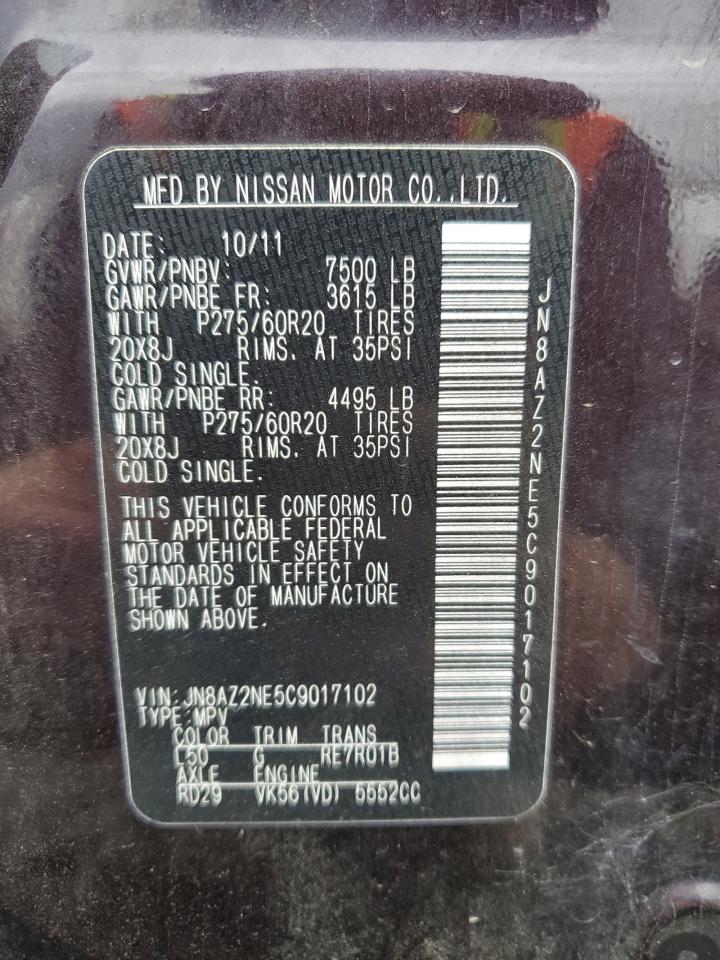 MFD BY NISSAN MOTOR CO.,LTD.
DATE: 10/11
GVWR/PNBV: 7500 LB
GAWR/PNBE FR: 3615 LB
WITH P275/60R20 TIRES
20X8J RIMS. AT 35PSI
COLD SINGLE.
GAWR/PNBE RR: 4495 LB
WITH P275/60R20 TIRES
20X8J RIMS. AT 35PSI
COLD SINGLE.
THIS VEHICLE CONFORMS TO
ALL APPLICABLE FEDERAL
MOTOR VEHICLE SAFETY
STANDARDS IN EFFECT ON
THE DATE OF MANUFACTURE
SHOWN ABOVE.
VIN:JN8AZ2NE5C9017102
TYPE:MPV
COLOR TRIM TRANS
L50 G RE7R01B
AXLE ENGINE
RD29 VK56(VD) 5552CC
JN8AZ2NE5C9017102